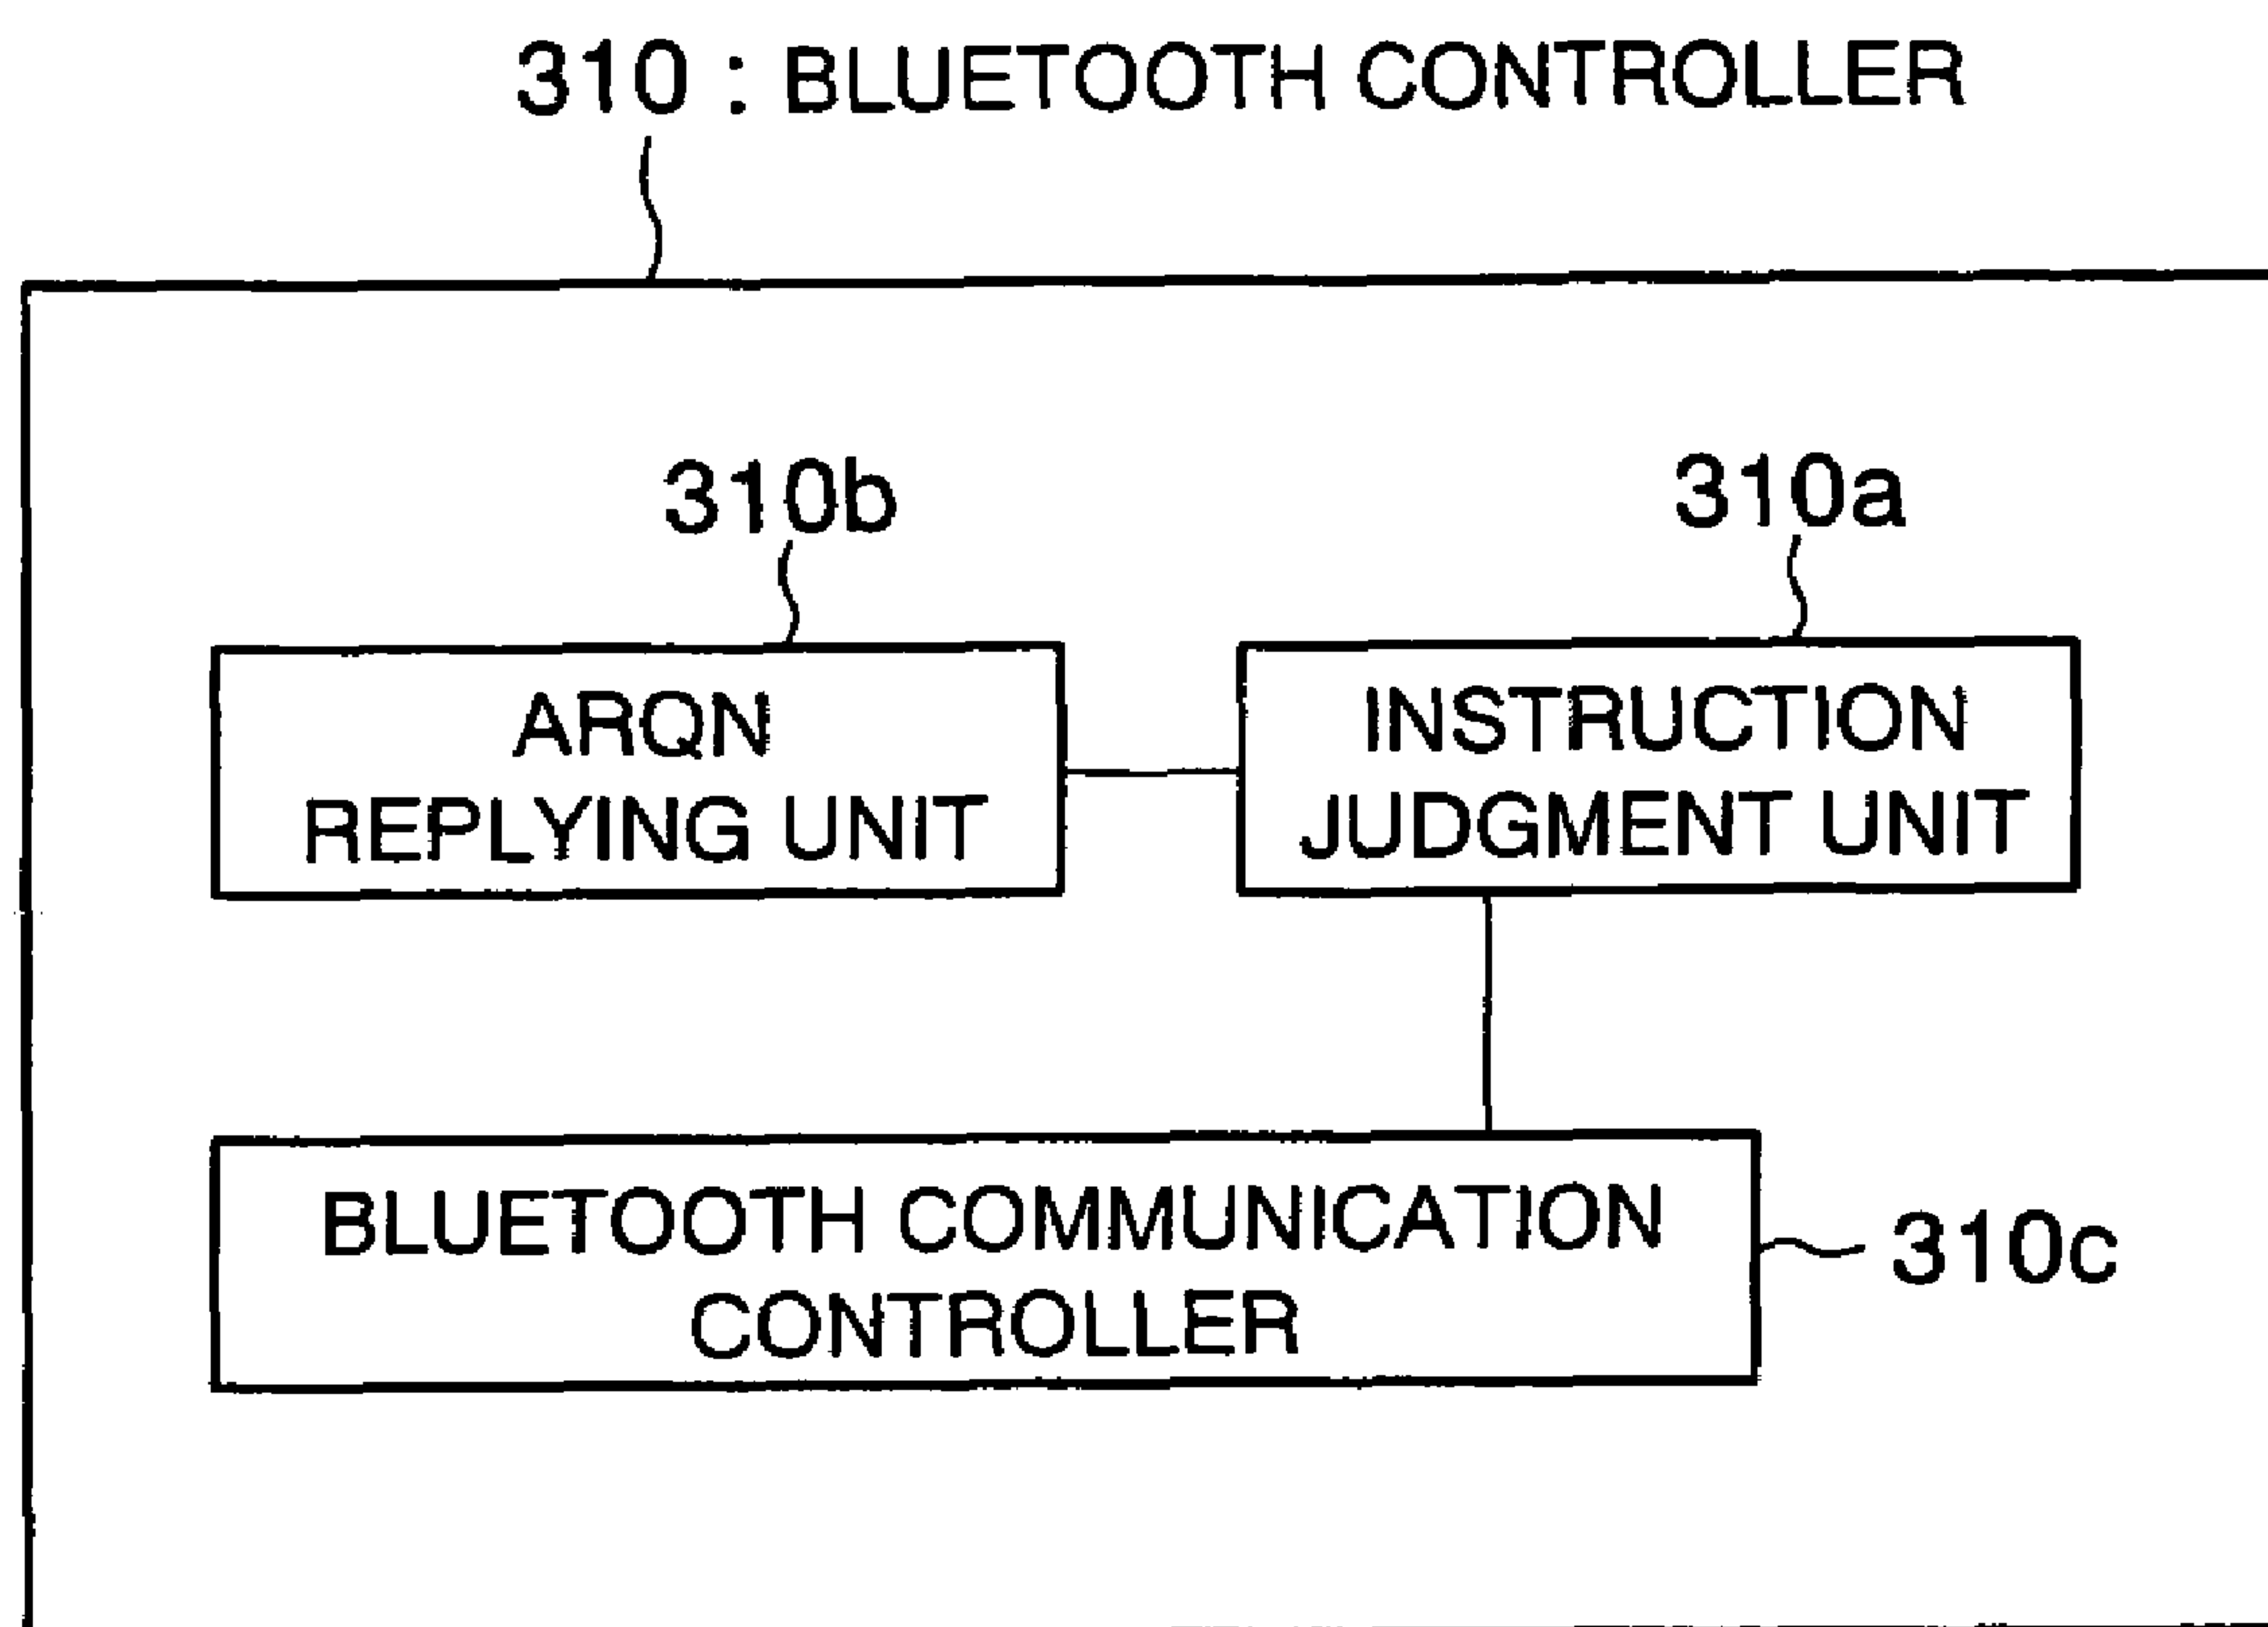 310 : BLUETOOTH CONTROLLER
310b
310a
ARQN
REPLYING UNIT
INSTRUCTION
JUDGMENT UNIT
BLUETOOTH COMMUNICATION
CONTROLLER
310c